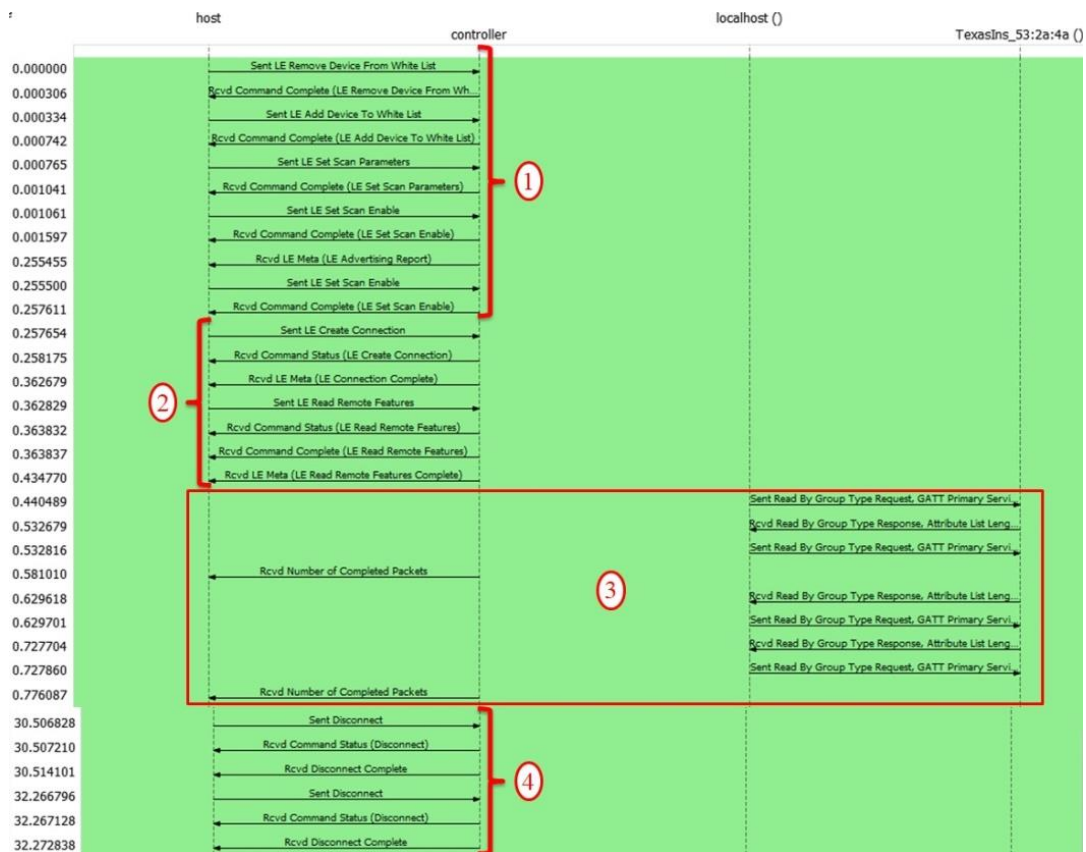 host
localhost ()
controller
TexasIns_53:2a:4a ()
0.000000 Sent LE Remove Device From White List
0.000306 Rcvd Command Complete (LE Remove Device From Wh...
0.000334 Sent LE Add Device To White List
0.000742 Rcvd Command Complete (LE Add Device To White List)
0.000765 Sent LE Set Scan Parameters
0.001041 Rcvd Command Complete (LE Set Scan Parameters)
1
0.001061 Sent LE Set Scan Enable
0.001597 Rcvd Command Complete (LE Set Scan Enable)
0.255455 Rcvd LE Meta (LE Advertising Report)
0.255500 Sent LE Set Scan Enable
0.257611 Rcvd Command Complete (LE Set Scan Enable)
0.257654 Sent LE Create Connection
0.258175 Rcvd Command Status (LE Create Connection)
0.362679 Rcvd LE Meta (LE Connection Complete)
2
0.362829 Sent LE Read Remote Features
0.363832 Rcvd Command Status (LE Read Remote Features)
0.363837 Rcvd Command Complete (LE Read Remote Features)
0.434770 Rcvd LE Meta (LE Read Remote Features Complete)
0.440489 Sent Read By Group Type Request, GATT Primary Servi...
0.532679 Rcvd Read By Group Type Response, Attribute List Leng...
0.532816 Sent Read By Group Type Request, GATT Primary Servi...
0.581010 Rcvd Number of Completed Packets
3
0.629618 Rcvd Read By Group Type Response, Attribute List Leng...
0.629701 Sent Read By Group Type Request, GATT Primary Servi...
0.727704 Rcvd Read By Group Type Response, Attribute List Leng...
0.727860 Sent Read By Group Type Request, GATT Primary Servi...
0.776087 Rcvd Number of Completed Packets
30.506828 Sent Disconnect
30.507210 Rcvd Command Status (Disconnect)
30.514101 Rcvd Disconnect Complete
4
32.266796 Sent Disconnect
32.267128 Rcvd Command Status (Disconnect)
32.272838 Rcvd Disconnect Complete